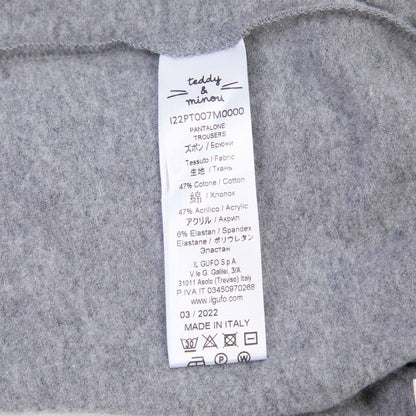 teddy
&
minou
I22PT007M0000
PANTALONE
TROUSERS
ズボン / Брюки
Tessuto / Fabric
生地 / Ткань
47% Cotone / Cotton
綿 / Хлопок
47% Acrilico / Acrylic
アクリル / Акрил
6% Elastan / Spandex
Elastane / ポリウレタン
Эластан
IL GUFO S.p.A.
V.le G. Galilei, 3/A
31011 Asolo (Treviso) Italy
P.IVA IT 03450970268
www.ilgufo.com
03 / 2022
MADE IN ITALY
30
P W